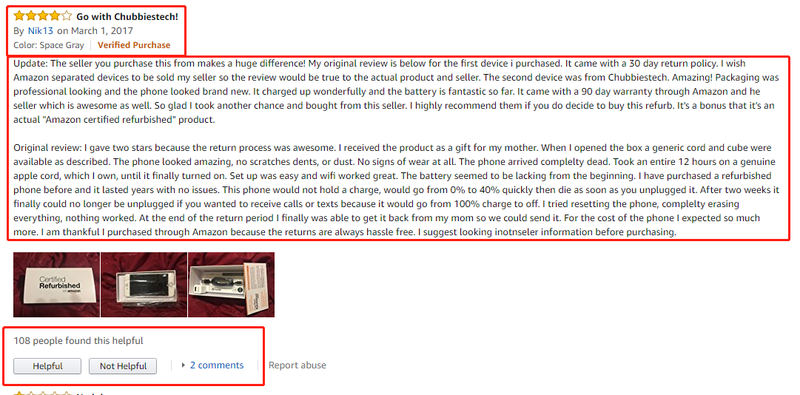 Go with Chubbiestech!
By Nik13 on March 1, 2017
Color: Space Gray | Verified Purchase
Update: The seller you purchase this from makes a huge difference! My original review is below for the first device i purchased. It came with a 30 day return policy. I wish
Amazon separated devices to be sold my seller so the review would be true to the actual product and seller. The second device was from Chubbiestech. Amazing! Packaging was
professional looking and the phone looked brand new. It charged up wonderfully and the battery is fantastic so far. It came with a 90 day warranty through Amazon and he
seller which is awesome as well. So glad I took another chance and bought from this seller. I highly recommend them if you do decide to buy this refurb. It's a bonus that it's an
actual "Amazon certified refurbished" product.
Original review: I gave two stars because the return process was awesome. I received the product as a gift for my mother. When I opened the box a generic cord and cube were
available as described. The phone looked amazing, no scratches dents, or dust. No signs of wear at all. The phone arrived complelty dead. Took an entire 12 hours on a genuine
apple cord, which I own, until it finally turned on. Set up was easy and wifi worked great. The battery seemed to be lacking from the beginning. I have purchased a refurbished
phone before and it lasted years with no issues. This phone would not hold a charge, would go from 0% to 40% quickly then die as soon as you unplugged it. After two weeks it
finally could no longer be unplugged if you wanted to receive calls or texts because it would go from 100% charge to off. I tried resetting the phone, complelty erasing
everything, nothing worked. At the end of the return period I finally was able to get it back from my mom so we could send it. For the cost of the phone I expected so much
more. I am thankful I purchased through Amazon because the returns are always hassle free. I suggest looking inotnseler information before purchasing.
Certified
Refurbished
108 people found this helpful
Helpful Not Helpful | 2 comments Report abuse